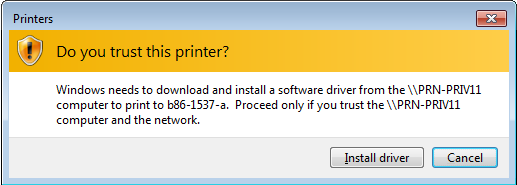 Printers
Do you trust this printer?
Windows needs to download and install a software driver from the \\PRN-PRIV11
computer to print to b86-1537-a.  Proceed only if you trust the \\PRN-PRIV11
computer and the network.
Install driver
Cancel